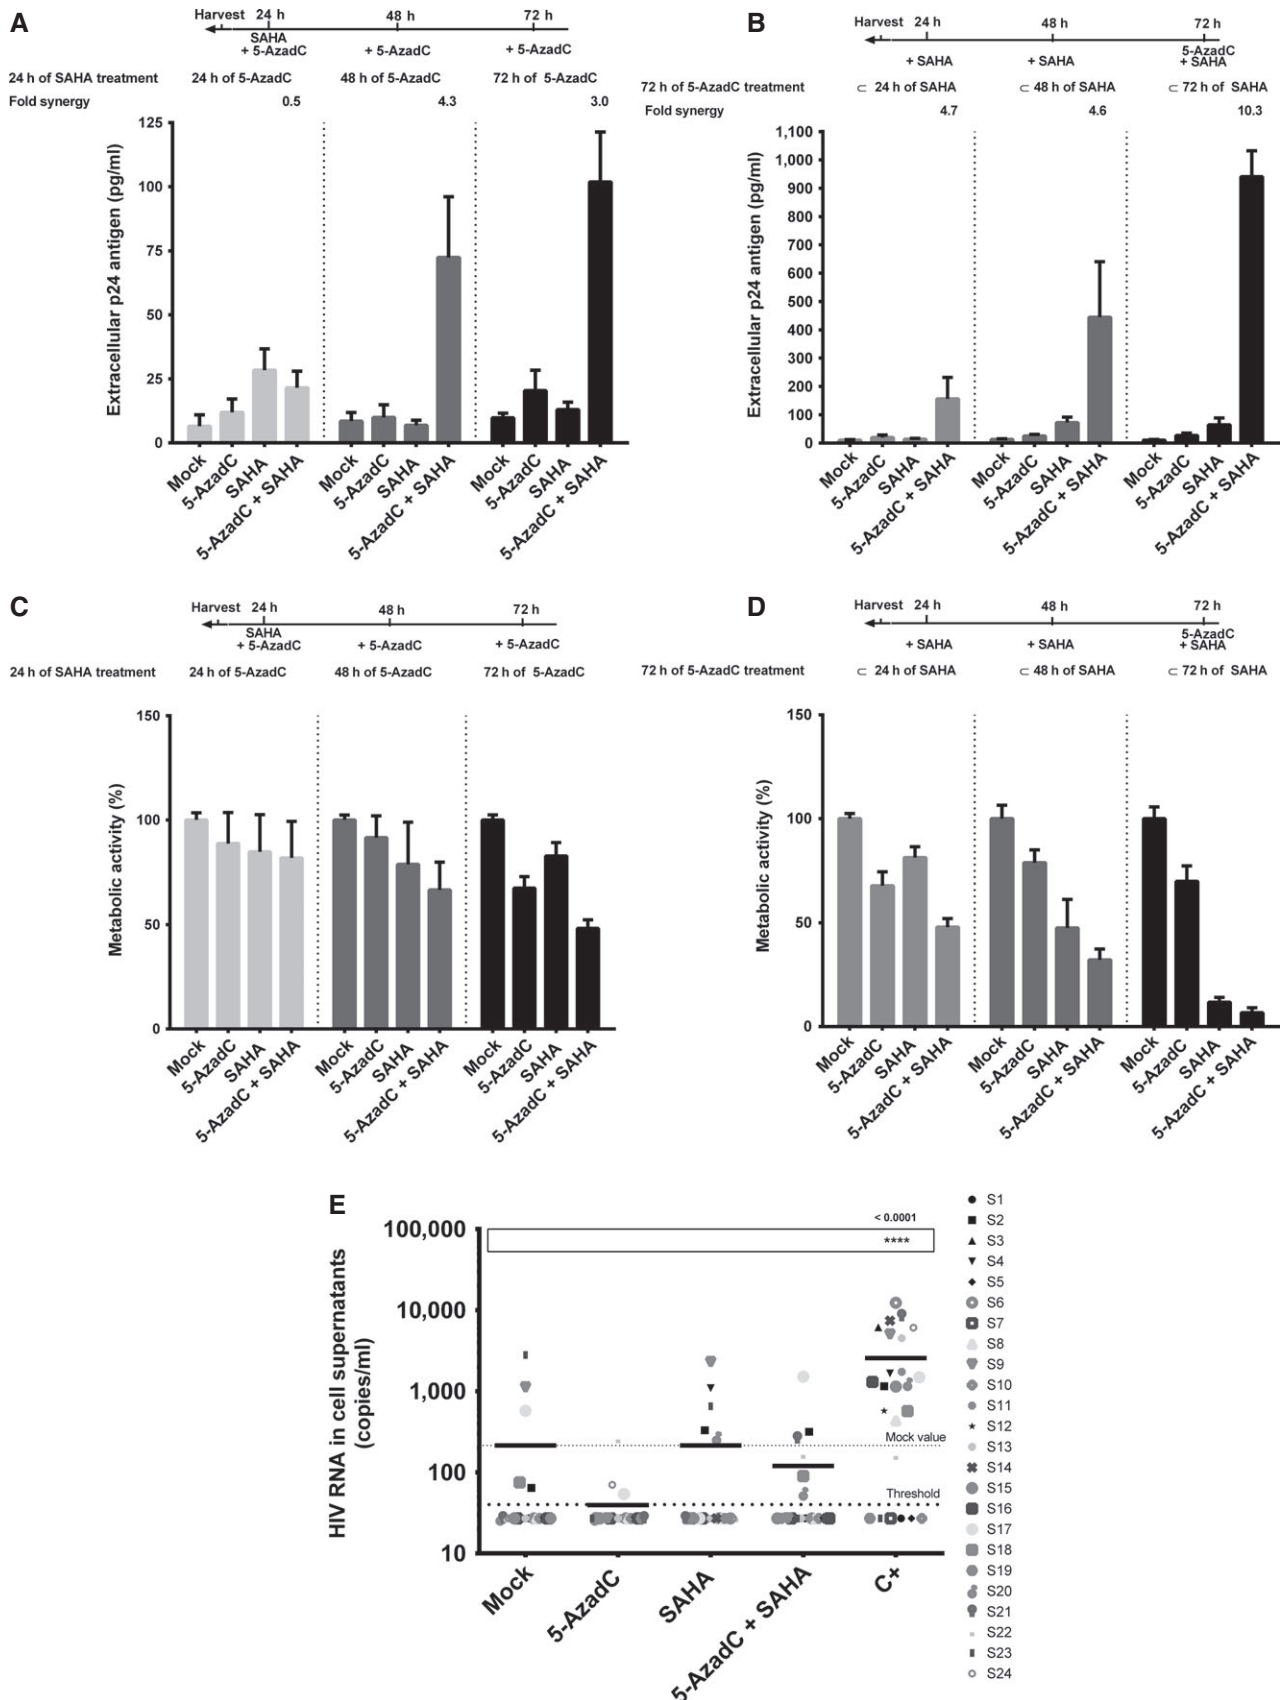 A
Harvest 24 h 48 h 72 h
SAHA
+ 5-AzadC + 5-AzadC + 5-AzadC
24 h of SAHA treatment 24 h of 5-AzadC 48 h of 5-AzadC 72 h of 5-AzadC
Fold synergy 0.5 4.3 3.0
Extracellular p24 antigen (pg/ml)
125
100
75
50
25
0
Mock 5-AzadC SAHA 5-AzadC + SAHA Mock 5-AzadC SAHA 5-AzadC + SAHA Mock 5-AzadC SAHA 5-AzadC + SAHA
B
Harvest 24 h 48 h 72 h
5-AzadC
+ SAHA + SAHA + SAHA
72 h of 5-AzadC treatment ⊂ 24 h of SAHA ⊂ 48 h of SAHA ⊂ 72 h of SAHA
Fold synergy 4.7 4.6 10.3
Extracellular p24 antigen (pg/ml)
1,100
1,000
900
800
700
600
500
400
300
200
100
0
Mock 5-AzadC SAHA 5-AzadC + SAHA Mock 5-AzadC SAHA 5-AzadC + SAHA Mock 5-AzadC SAHA 5-AzadC + SAHA
C
Harvest 24 h 48 h 72 h
SAHA
+ 5-AzadC + 5-AzadC + 5-AzadC
24 h of SAHA treatment 24 h of 5-AzadC 48 h of 5-AzadC 72 h of 5-AzadC
Metabolic activity (%)
150
100
50
0
Mock 5-AzadC SAHA 5-AzadC + SAHA Mock 5-AzadC SAHA 5-AzadC + SAHA Mock 5-AzadC SAHA 5-AzadC + SAHA
D
Harvest 24 h 48 h 72 h
5-AzadC
+ SAHA + SAHA + SAHA
72 h of 5-AzadC treatment ⊂ 24 h of SAHA ⊂ 48 h of SAHA ⊂ 72 h of SAHA
Metabolic activity (%)
150
100
50
0
Mock 5-AzadC SAHA 5-AzadC + SAHA Mock 5-AzadC SAHA 5-AzadC + SAHA Mock 5-AzadC SAHA 5-AzadC + SAHA
E
HIV RNA in cell supernatants
(copies/ml)
100,000
10,000
1,000
100
10
< 0.0001
****
Mock value
Threshold
Mock 5-AzadC SAHA 5-AzadC + SAHA C+
S1
S2
S3
S4
S5
S6
S7
S8
S9
S10
S11
S12
S13
S14
S15
S16
S17
S18
S19
S20
S21
S22
S23
S24